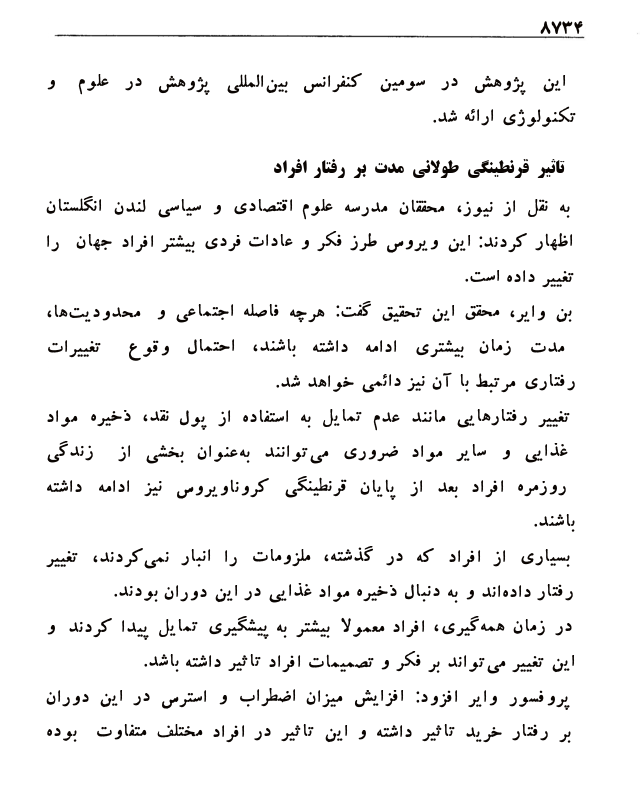 ۸۷۳۴
این پژوهش در سومین کنفرانس بین‌المللی پژوهش در علوم و
تکنولوژی ارائه شد.
تاثیر قرنطینگی طولانی مدت بر رفتار افراد
به نقل از نیوز، محققان مدرسه علوم اقتصادی و سیاسی لندن انگلستان
اظهار کردند: این ویروس طرز فکر و عادات فردی بیشتر افراد جهان را
تغییر داده است.
بن وایر، محقق این تحقیق گفت: هرچه فاصله اجتماعی و محدودیت‌ها،
مدت زمان بیشتری ادامه داشته باشند، احتمال وقوع تغییرات
رفتاری مرتبط با آن نیز دائمی خواهد شد.
تغییر رفتارهایی مانند عدم تمایل به استفاده از پول نقد، ذخیره مواد
غذایی و سایر مواد ضروری می‌توانند به‌عنوان بخشی از زندگی
روزمره افراد بعد از پایان قرنطینگی کروناویروس نیز ادامه داشته
باشند.
بسیاری از افراد که در گذشته، ملزومات را انبار نمی‌کردند، تغییر
رفتار داده‌اند و به دنبال ذخیره مواد غذایی در این دوران بودند.
در زمان همه‌گیری، افراد معمولا بیشتر به پیشگیری تمایل پیدا کردند و
این تغییر می‌تواند بر فکر و تصمیمات افراد تاثیر داشته باشد.
پروفسور وایر افزود: افزایش میزان اضطراب و استرس در این دوران
بر رفتار خرید تاثیر داشته و این تاثیر در افراد مختلف متفاوت بوده